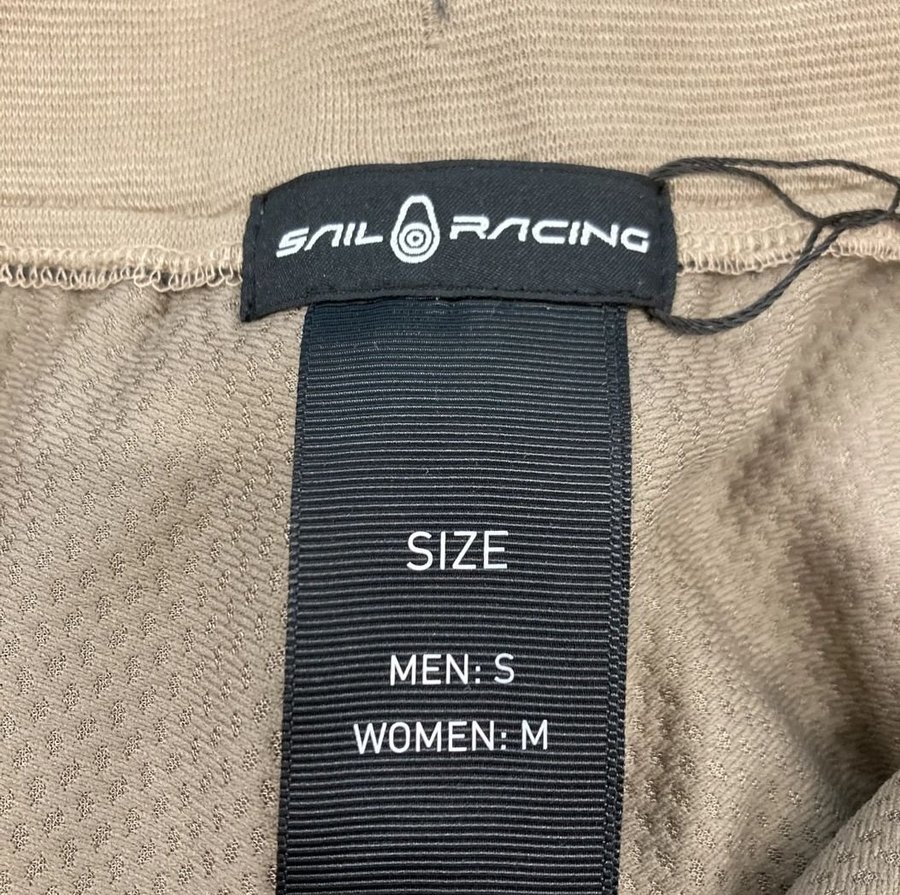 SAIL RACING
SIZE
MEN: S
WOMEN: M